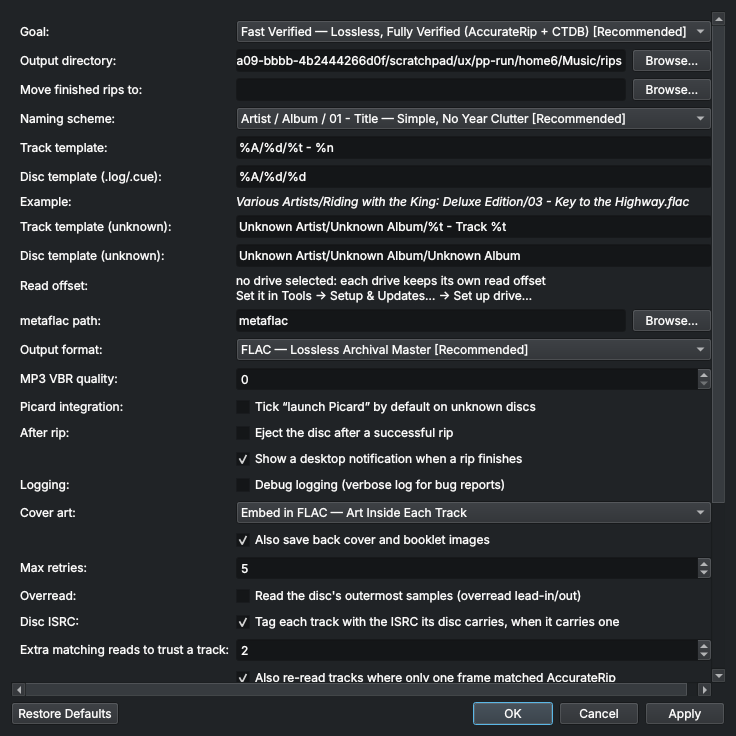 Goal: Fast Verified — Lossless, Fully Verified (AccurateRip + CTDB) [Recommended]
Output directory: a09-bbbb-4b2444266d0f/scratchpad/ux/pp-run/home6/Music/rips Browse...
Move finished rips to: Browse...
Naming scheme: Artist / Album / 01 - Title — Simple, No Year Clutter [Recommended]
Track template: %A/%d/%t - %n
Disc template (.log/.cue): %A/%d/%d
Example: Various Artists/Riding with the King: Deluxe Edition/03 - Key to the Highway.flac
Track template (unknown): Unknown Artist/Unknown Album/%t - Track %t
Disc template (unknown): Unknown Artist/Unknown Album/Unknown Album
Read offset: no drive selected: each drive keeps its own read offset
Set it in Tools → Setup & Updates... → Set up drive...
metaflac path: metaflac Browse...
Output format: FLAC — Lossless Archival Master [Recommended]
MP3 VBR quality: 0
Picard integration: Tick “launch Picard” by default on unknown discs
After rip: Eject the disc after a successful rip
Show a desktop notification when a rip finishes
Logging: Debug logging (verbose log for bug reports)
Cover art: Embed in FLAC — Art Inside Each Track
Also save back cover and booklet images
Max retries: 5
Overread: Read the disc's outermost samples (overread lead-in/out)
Disc ISRC: Tag each track with the ISRC its disc carries, when it carries one
Extra matching reads to trust a track: 2
Also re-read tracks where only one frame matched AccurateRip
Restore Defaults OK Cancel Apply